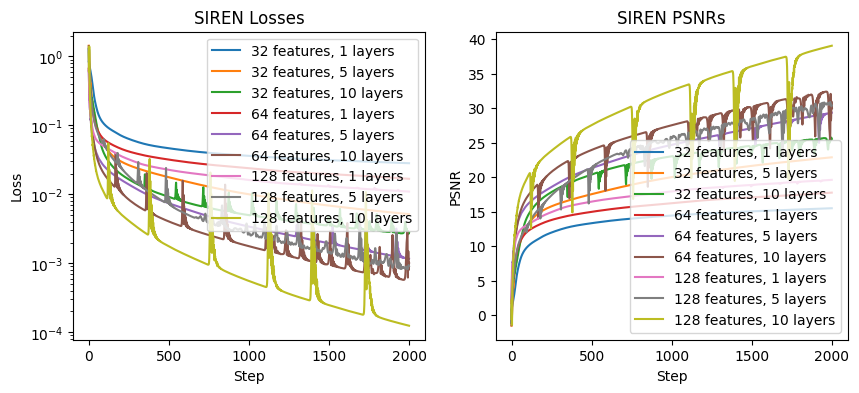 SIREN Losses
10⁰
10⁻¹
10⁻²
10⁻³
10⁻⁴
Loss
0
500
1000
1500
2000
Step
32 features, 1 layers
32 features, 5 layers
32 features, 10 layers
64 features, 1 layers
64 features, 5 layers
64 features, 10 layers
128 features, 1 layers
128 features, 5 layers
128 features, 10 layers
SIREN PSNRs
40
35
30
25
20
15
10
5
0
PSNR
0
500
1000
1500
2000
Step
32 features, 1 layers
32 features, 5 layers
32 features, 10 layers
64 features, 1 layers
64 features, 5 layers
64 features, 10 layers
128 features, 1 layers
128 features, 5 layers
128 features, 10 layers